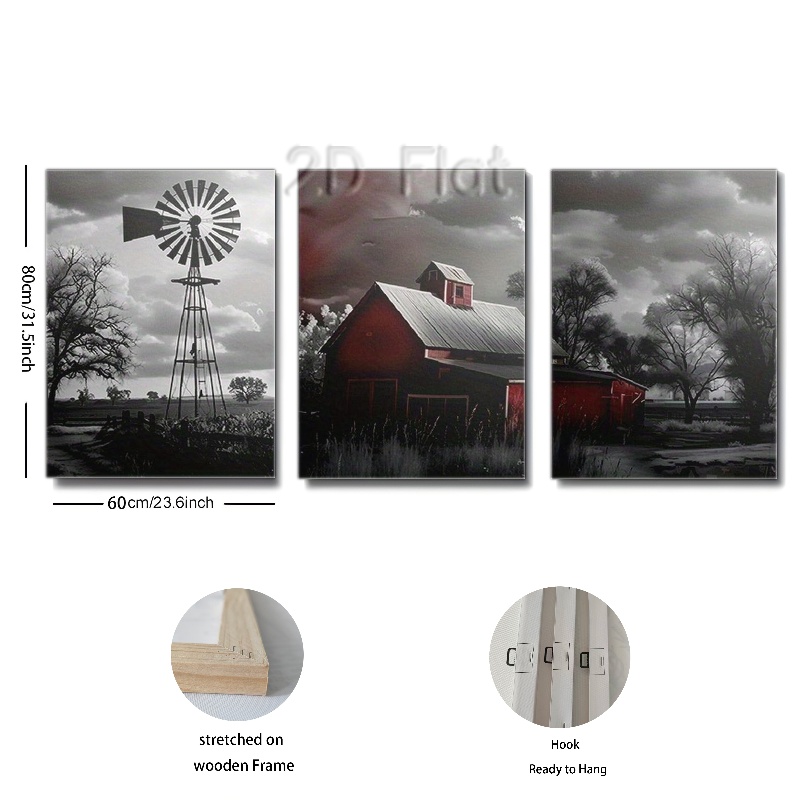 2D Flat
80cm/31.5inch
60cm/23.6inch
stretched on
wooden Frame
Hook
Ready to Hang